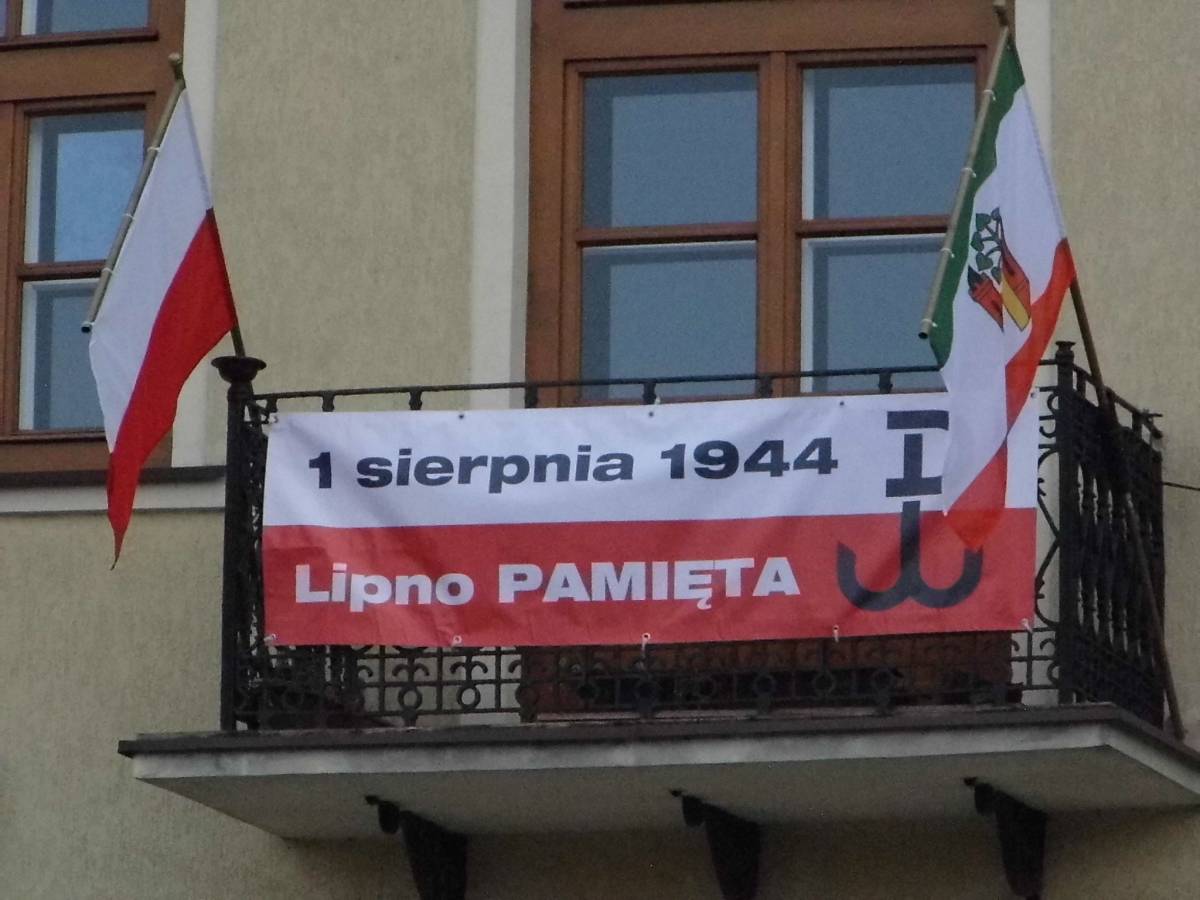 1 sierpnia 1944
Lipno PAMIĘTA